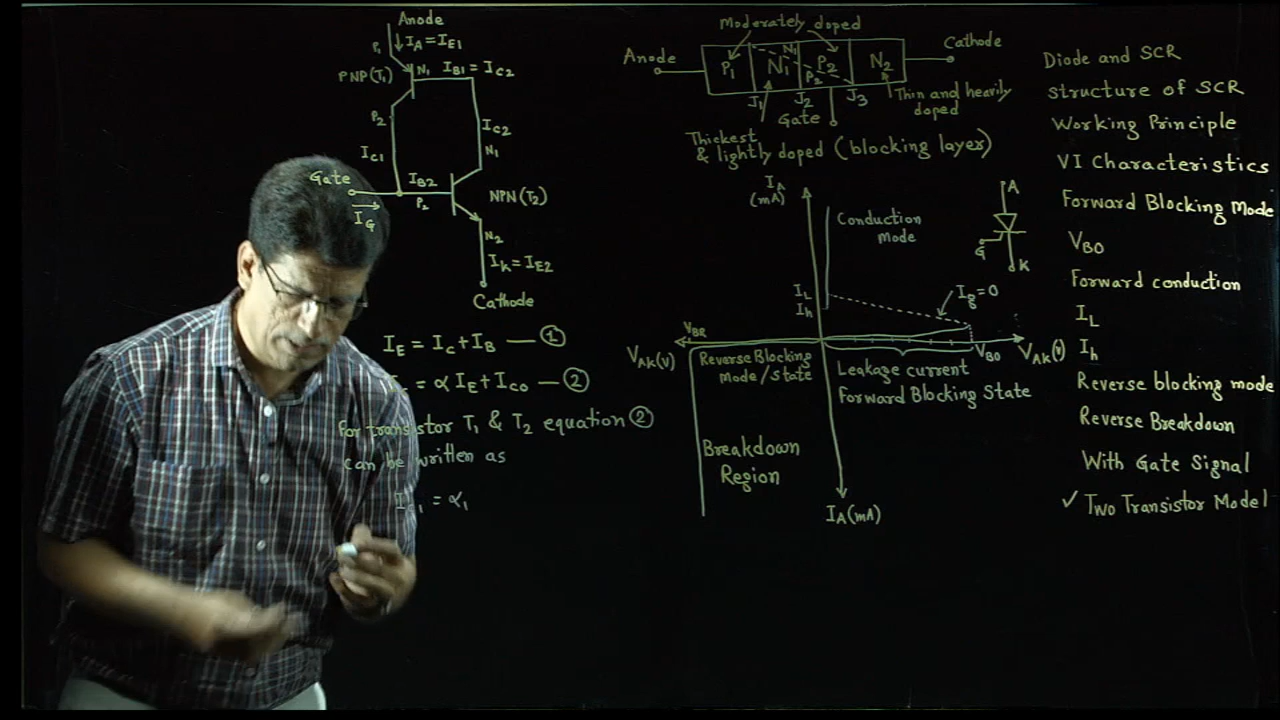 Anode
P1
IA = IE1
PNP(T1)
N1
IB1 = IC2
P2
IC2
N1
IC1
Gate
IB2
P2
IG
NPN(T2)
N2
IK = IE2
Cathode
IE = IC + IB — ①
= αIE + ICO — ②
For transistor T1 & T2 equation ②
can be written as
IC1 = α1
Moderately doped
Anode
P1
N1
N1
P2
P2
N2
Cathode
J1
J2
J3
Gate
Thin and heavily
doped
Thickest
& lightly doped (blocking layer)
IA
(mA)
Conduction
mode
A
G
K
IL
Ih
Ig=0
VBR
VAK(V)
VBO
VAK(V)
Reverse Blocking
Mode/State
Leakage current
Forward Blocking State
Breakdown
Region
IA(mA)
Diode and SCR
structure of SCR
Working Principle
VI Characteristics
Forward Blocking Mode
VBO
Forward conduction
IL
Ih
Reverse blocking mode
Reverse Breakdown
With Gate Signal
✓ Two Transistor Model